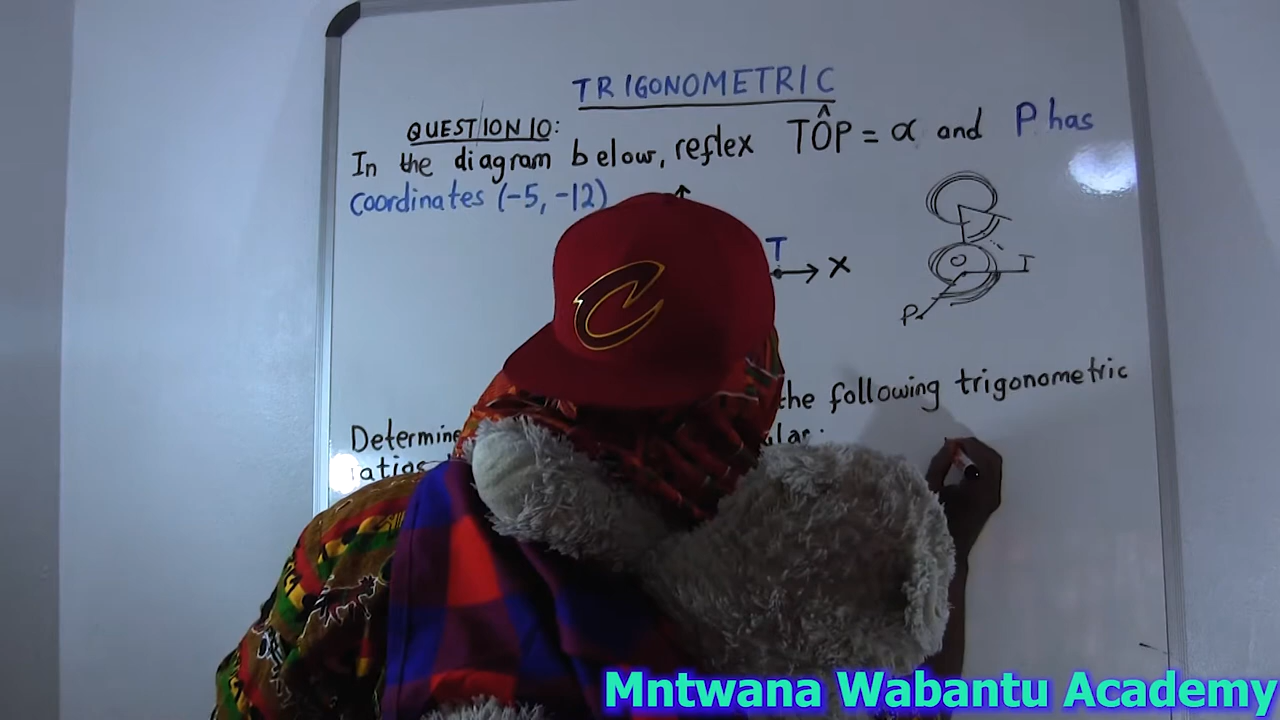 TRIGONOMETRIC
QUESTION 10:
In the diagram below, reflex TÔP = α and P has
coordinates (-5, -12)
T
X
O
T
P
the following trigonometric
Determine
C
Mntwana Wabantu Academy